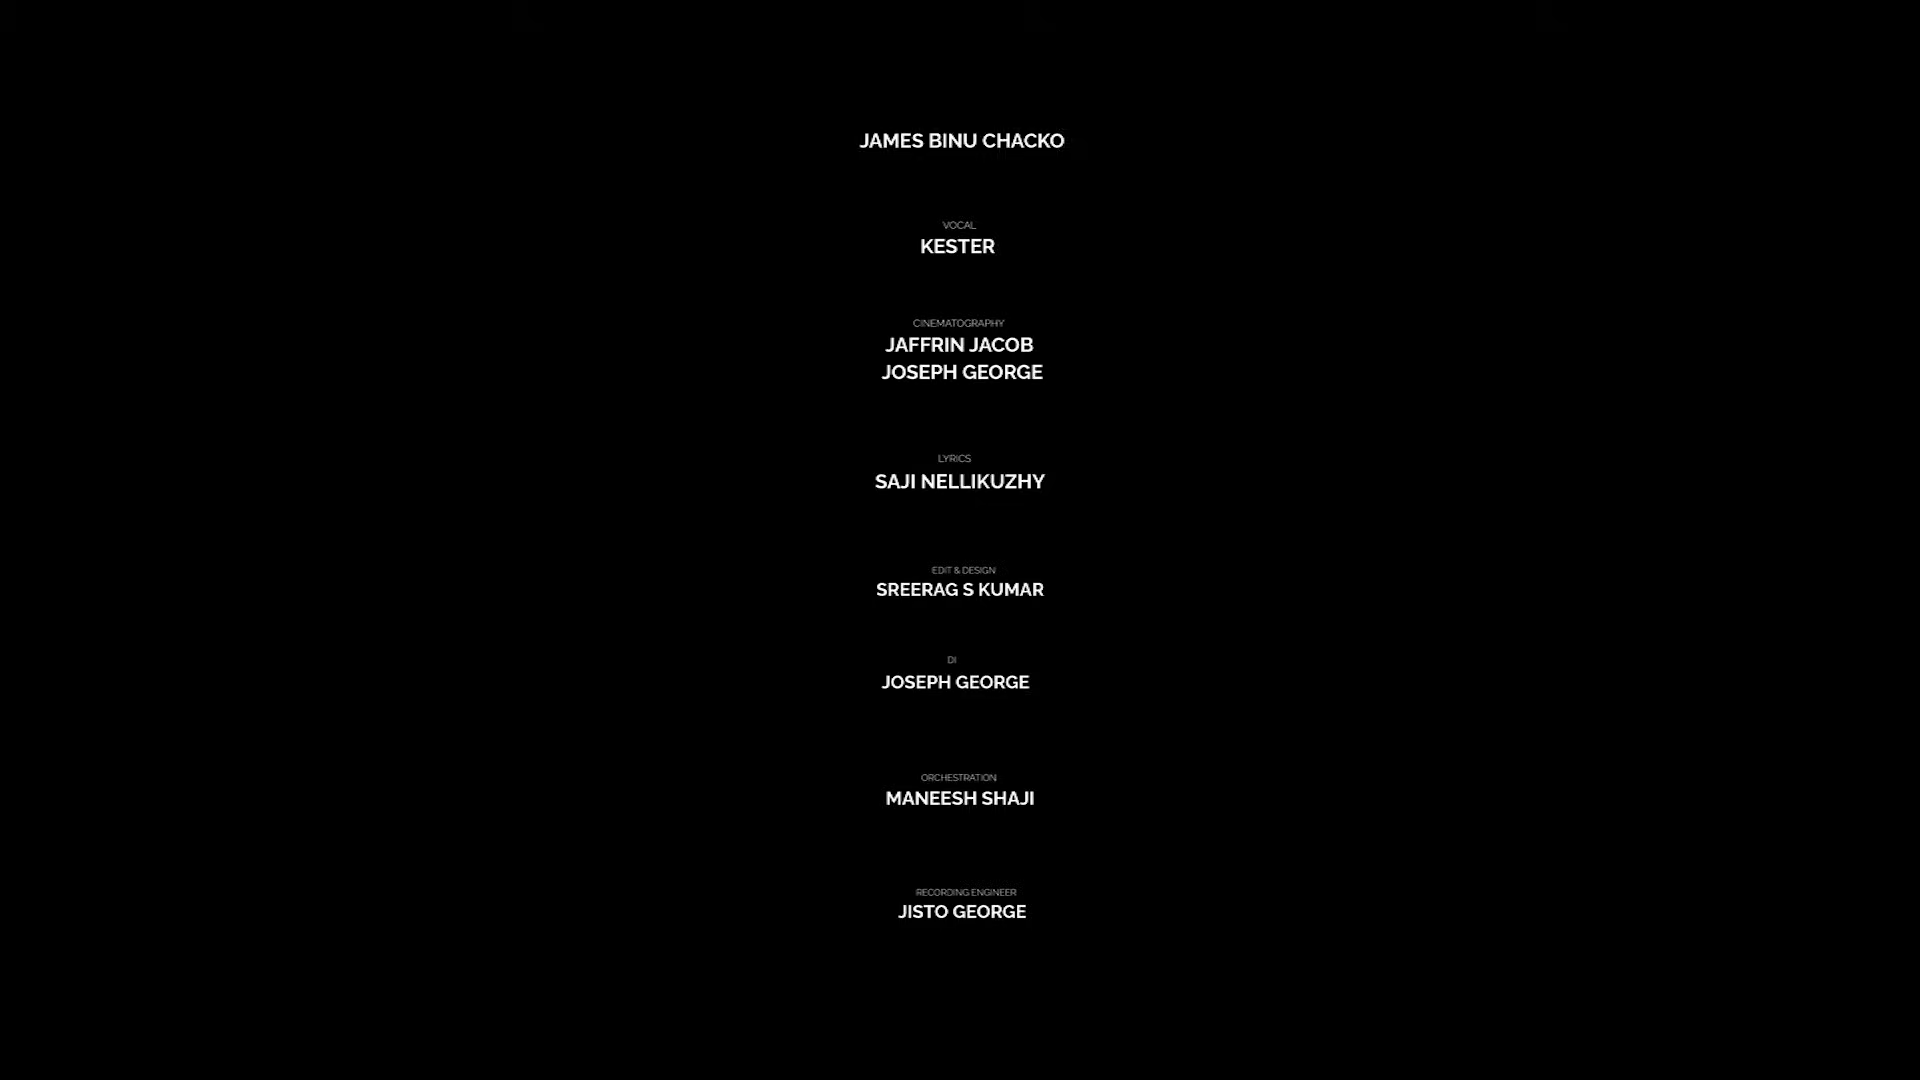 JAMES BINU CHACKO
VOCAL
KESTER
CINEMATOGRAPHY
JAFFRIN JACOB
JOSEPH GEORGE
LYRICS
SAJI NELLIKUZHY
EDIT & DESIGN
SREERAG S KUMAR
DI
JOSEPH GEORGE
ORCHESTRATION
MANEESH SHAJI
RECORDING ENGINEER
JISTO GEORGE